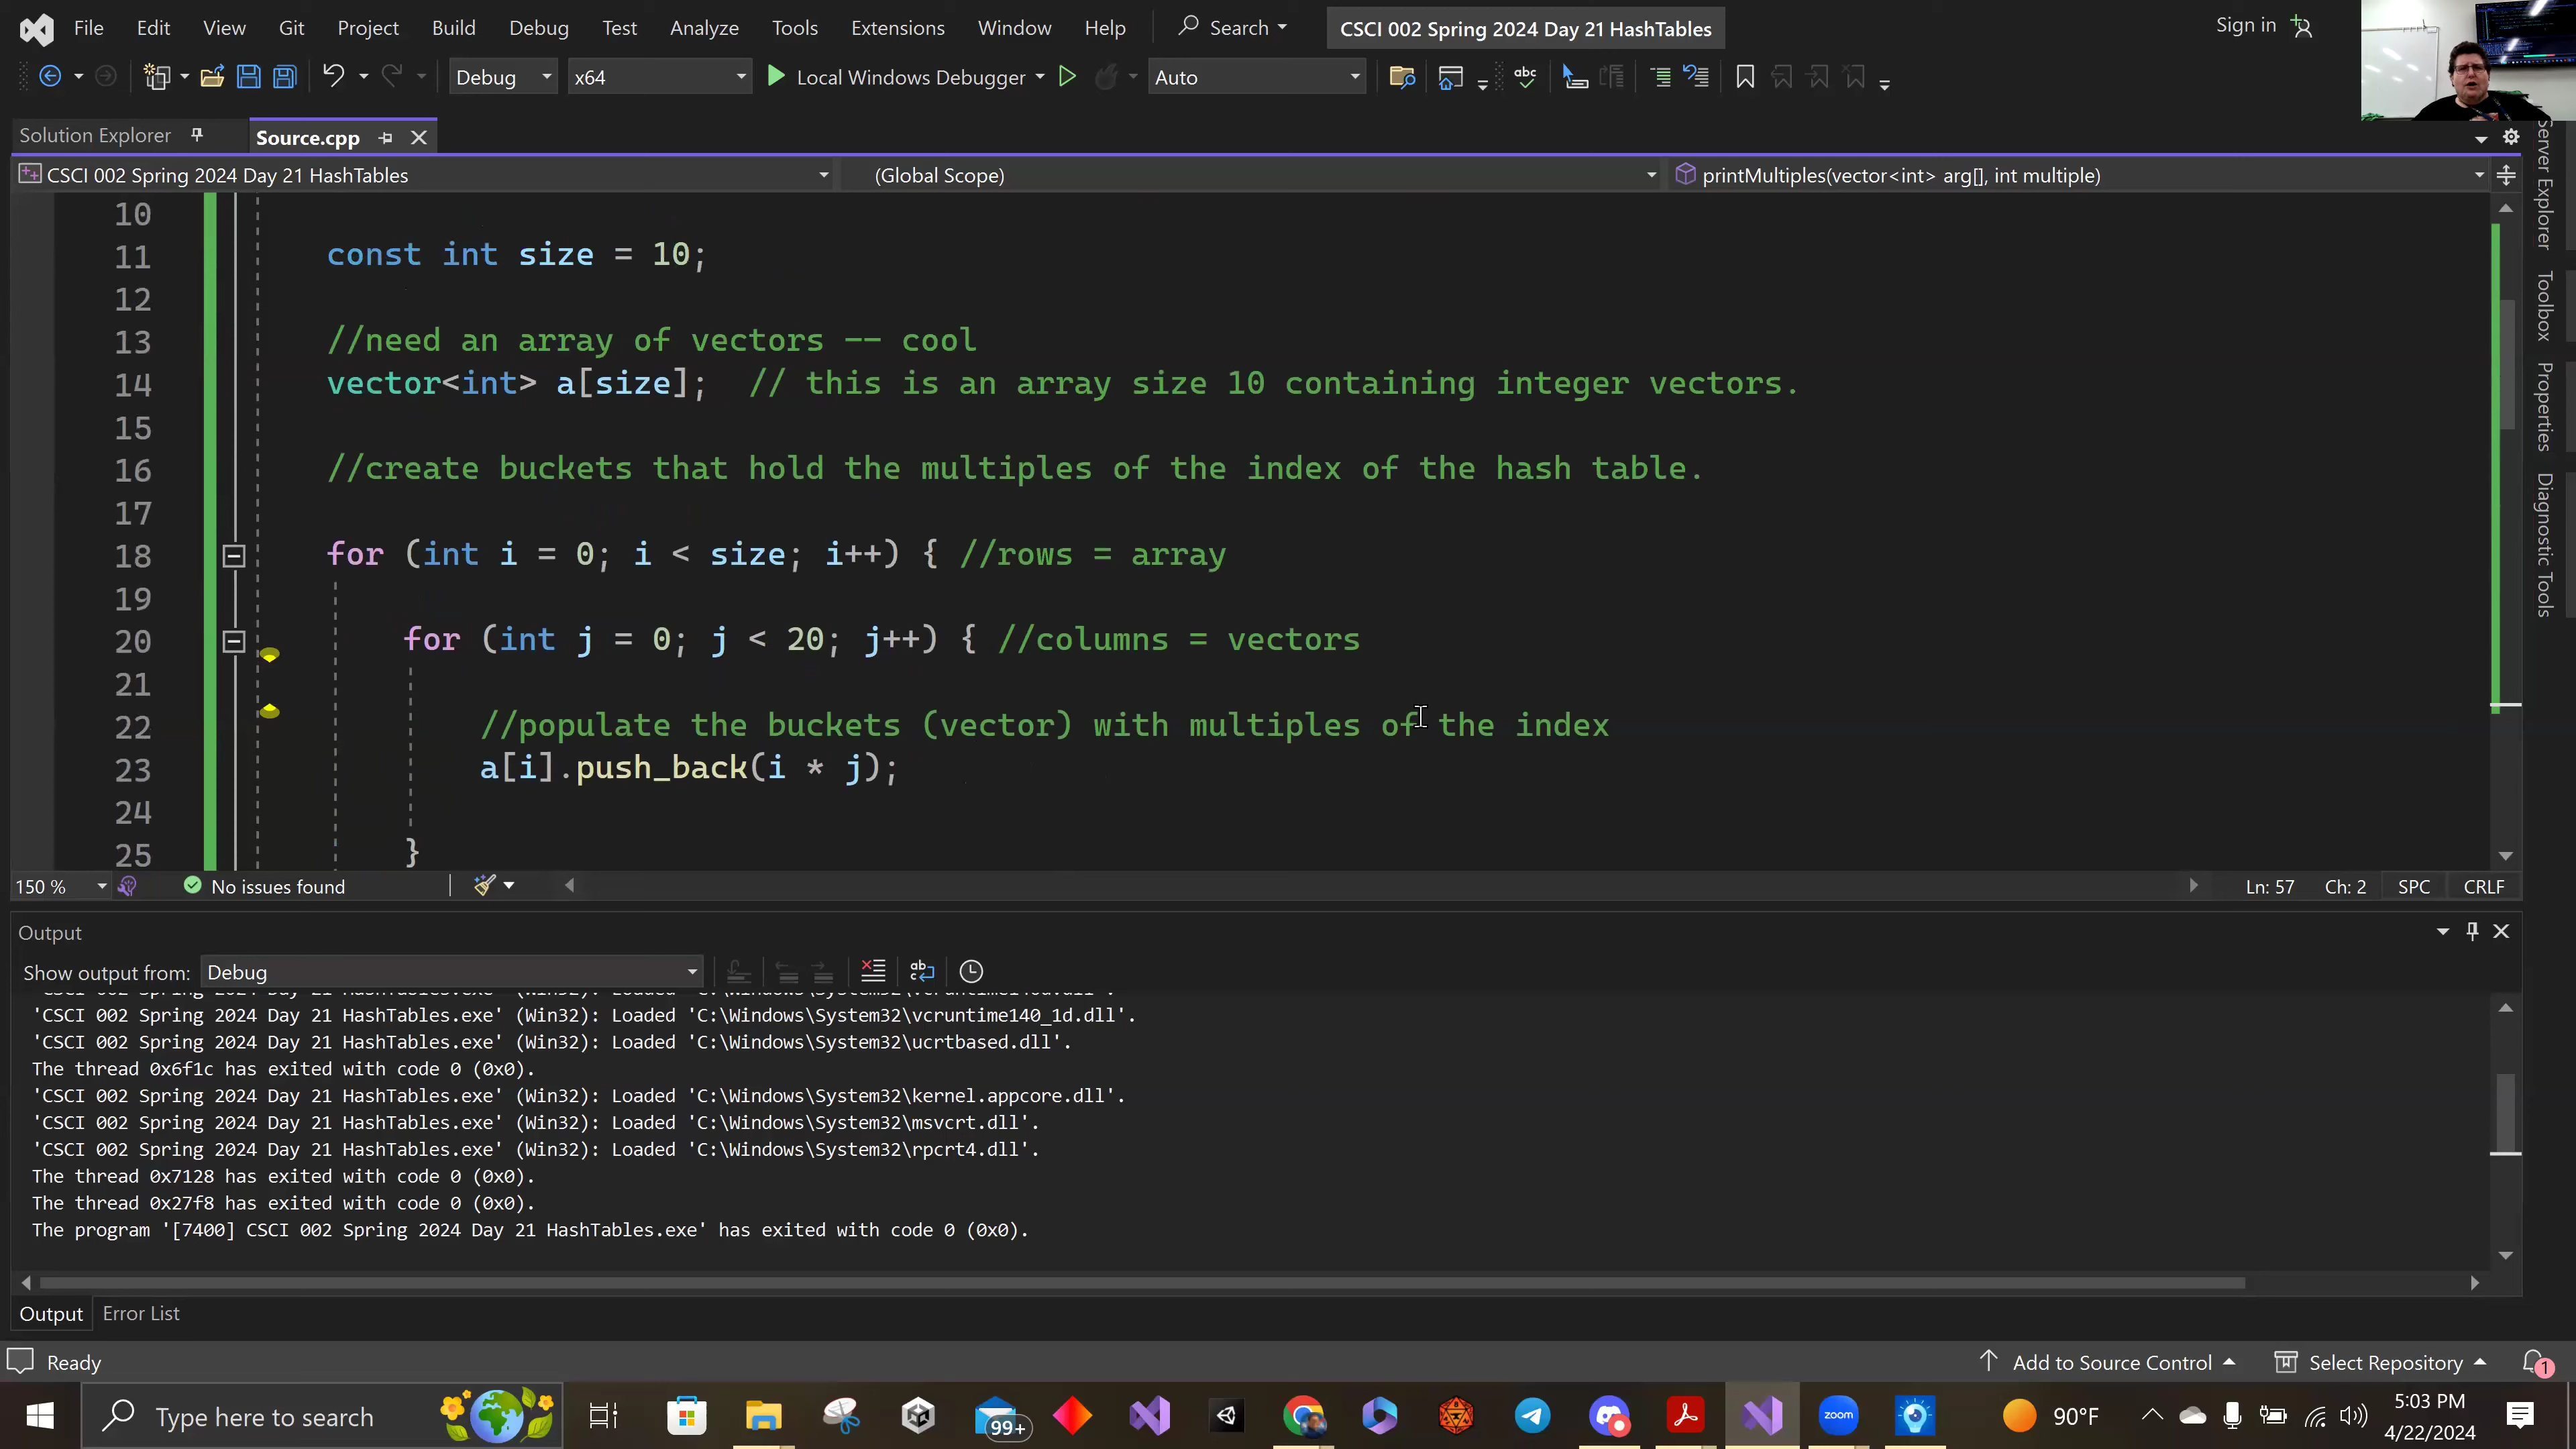 File Edit View Git Project Build Debug Test Analyze Tools Extensions Window Help Search CSCI 002 Spring 2024 Day 21 HashTables Sign in
Debug x64 Local Windows Debugger Auto
Solution Explorer Source.cpp
CSCI 002 Spring 2024 Day 21 HashTables (Global Scope) printMultiples(vector<int> arg[], int multiple)
10
11 const int size = 10;
12
13 //need an array of vectors -- cool
14 vector<int> a[size]; // this is an array size 10 containing integer vectors.
15
16 //create buckets that hold the multiples of the index of the hash table.
17
18 for (int i = 0; i < size; i++) { //rows = array
19
20 for (int j = 0; j < 20; j++) { //columns = vectors
21
22 //populate the buckets (vector) with multiples of the index
23 a[i].push_back(i * j);
24
25 }
Server Explorer
Toolbox
Properties
Diagnostic Tools
150 % No issues found Ln: 57 Ch: 2 SPC CRLF
Output
Show output from: Debug
'CSCI 002 Spring 2024 Day 21 HashTables.exe' (Win32): Loaded 'C:\Windows\System32\vcruntime140_1d.dll'.
'CSCI 002 Spring 2024 Day 21 HashTables.exe' (Win32): Loaded 'C:\Windows\System32\ucrtbased.dll'.
The thread 0x6f1c has exited with code 0 (0x0).
'CSCI 002 Spring 2024 Day 21 HashTables.exe' (Win32): Loaded 'C:\Windows\System32\kernel.appcore.dll'.
'CSCI 002 Spring 2024 Day 21 HashTables.exe' (Win32): Loaded 'C:\Windows\System32\msvcrt.dll'.
'CSCI 002 Spring 2024 Day 21 HashTables.exe' (Win32): Loaded 'C:\Windows\System32\rpcrt4.dll'.
The thread 0x7128 has exited with code 0 (0x0).
The thread 0x27f8 has exited with code 0 (0x0).
The program '[7400] CSCI 002 Spring 2024 Day 21 HashTables.exe' has exited with code 0 (0x0).
Output Error List
Ready Add to Source Control Select Repository 1
Type here to search 99+ zoom 90°F 5:03 PM
4/22/2024